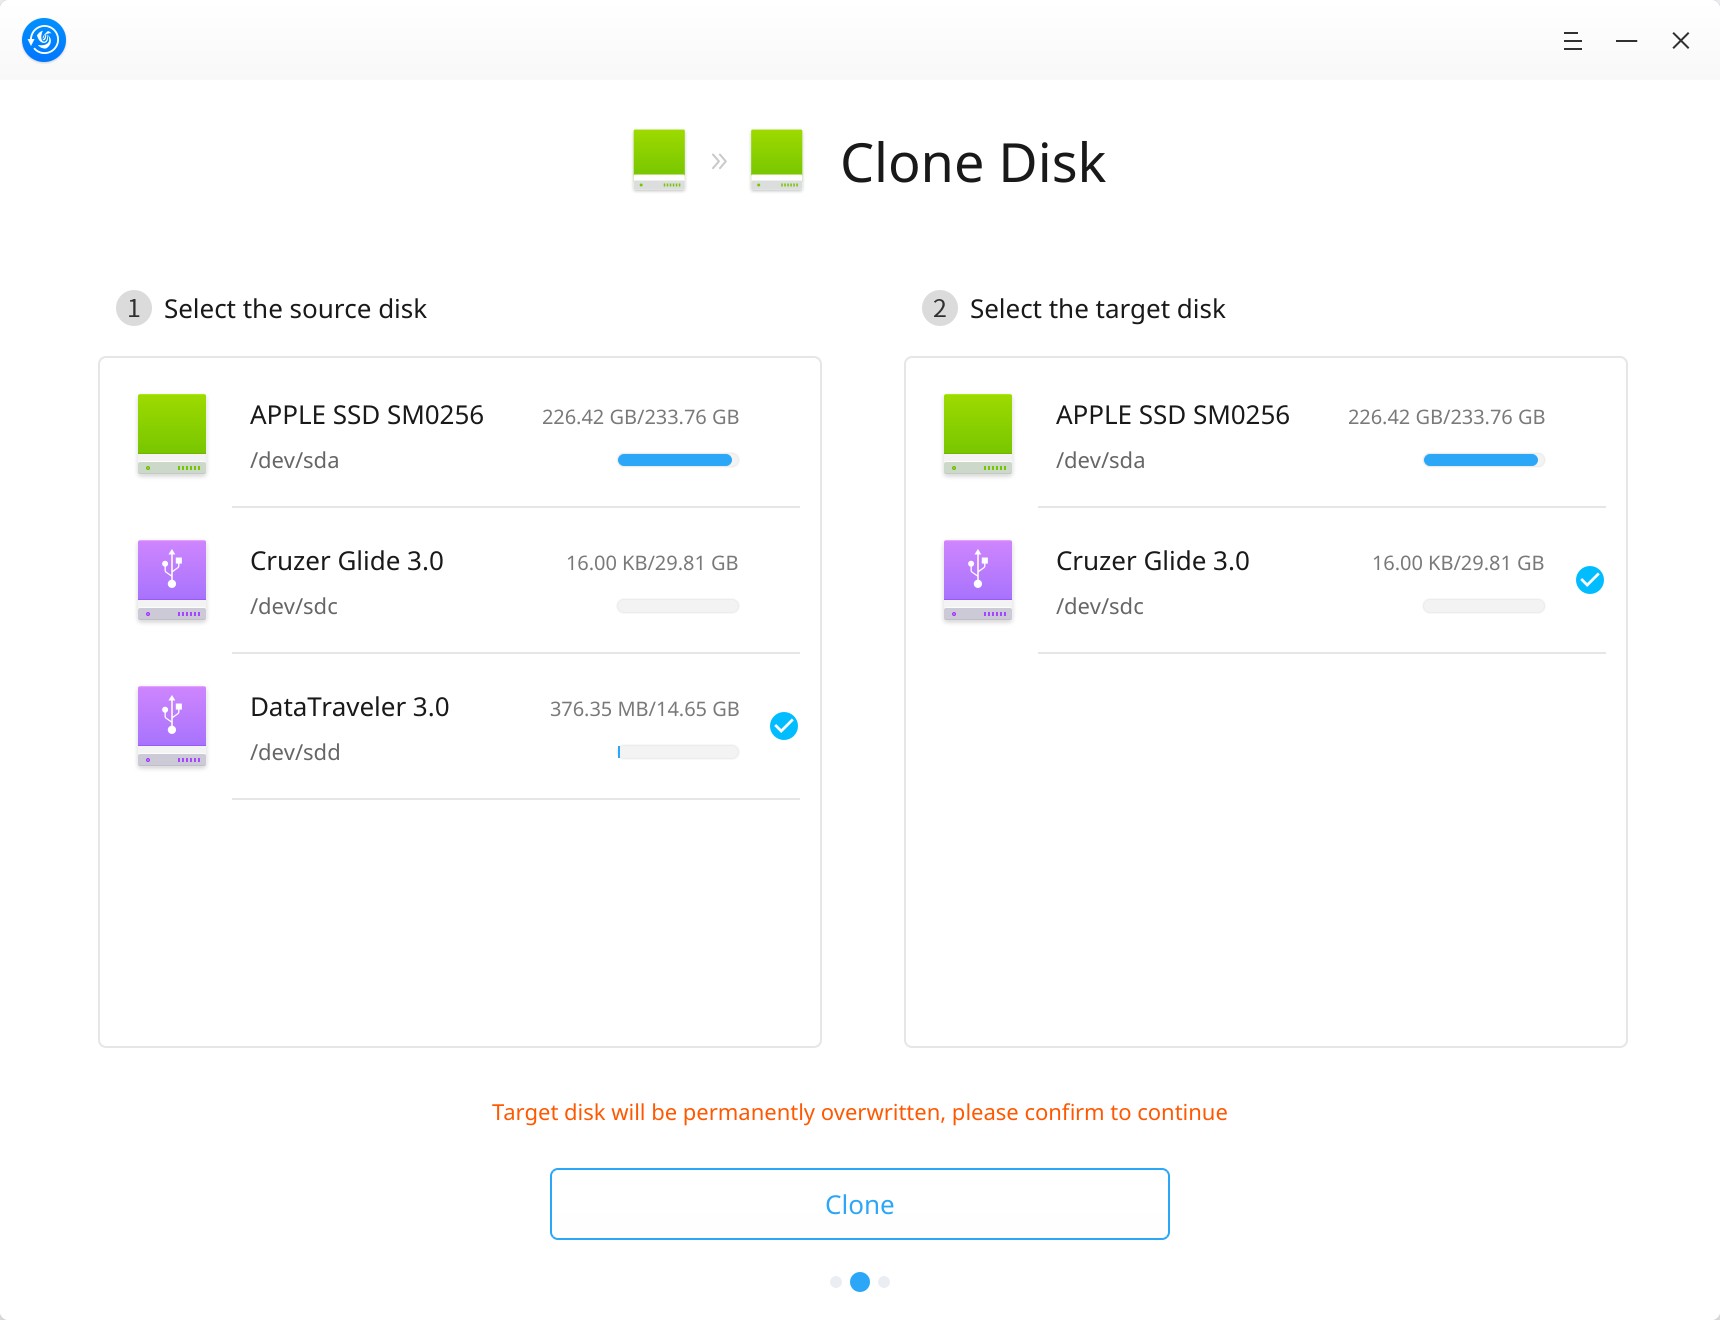 Clone Disk
1 Select the source disk
APPLE SSD SM0256 226.42 GB/233.76 GB
/dev/sda
Cruzer Glide 3.0 16.00 KB/29.81 GB
/dev/sdc
DataTraveler 3.0 376.35 MB/14.65 GB
/dev/sdd
2 Select the target disk
APPLE SSD SM0256 226.42 GB/233.76 GB
/dev/sda
Cruzer Glide 3.0 16.00 KB/29.81 GB
/dev/sdc
Target disk will be permanently overwritten, please confirm to continue
Clone